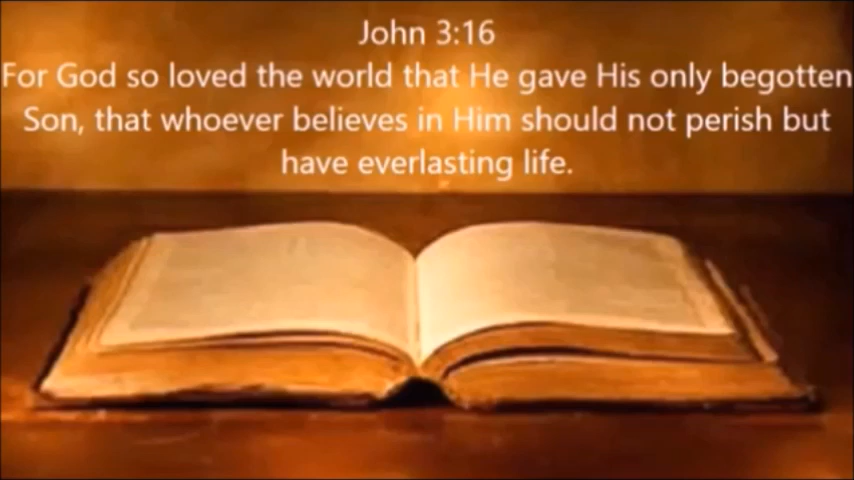 John 3:16
For God so loved the world that He gave His only begotten
Son, that whoever believes in Him should not perish but
have everlasting life.